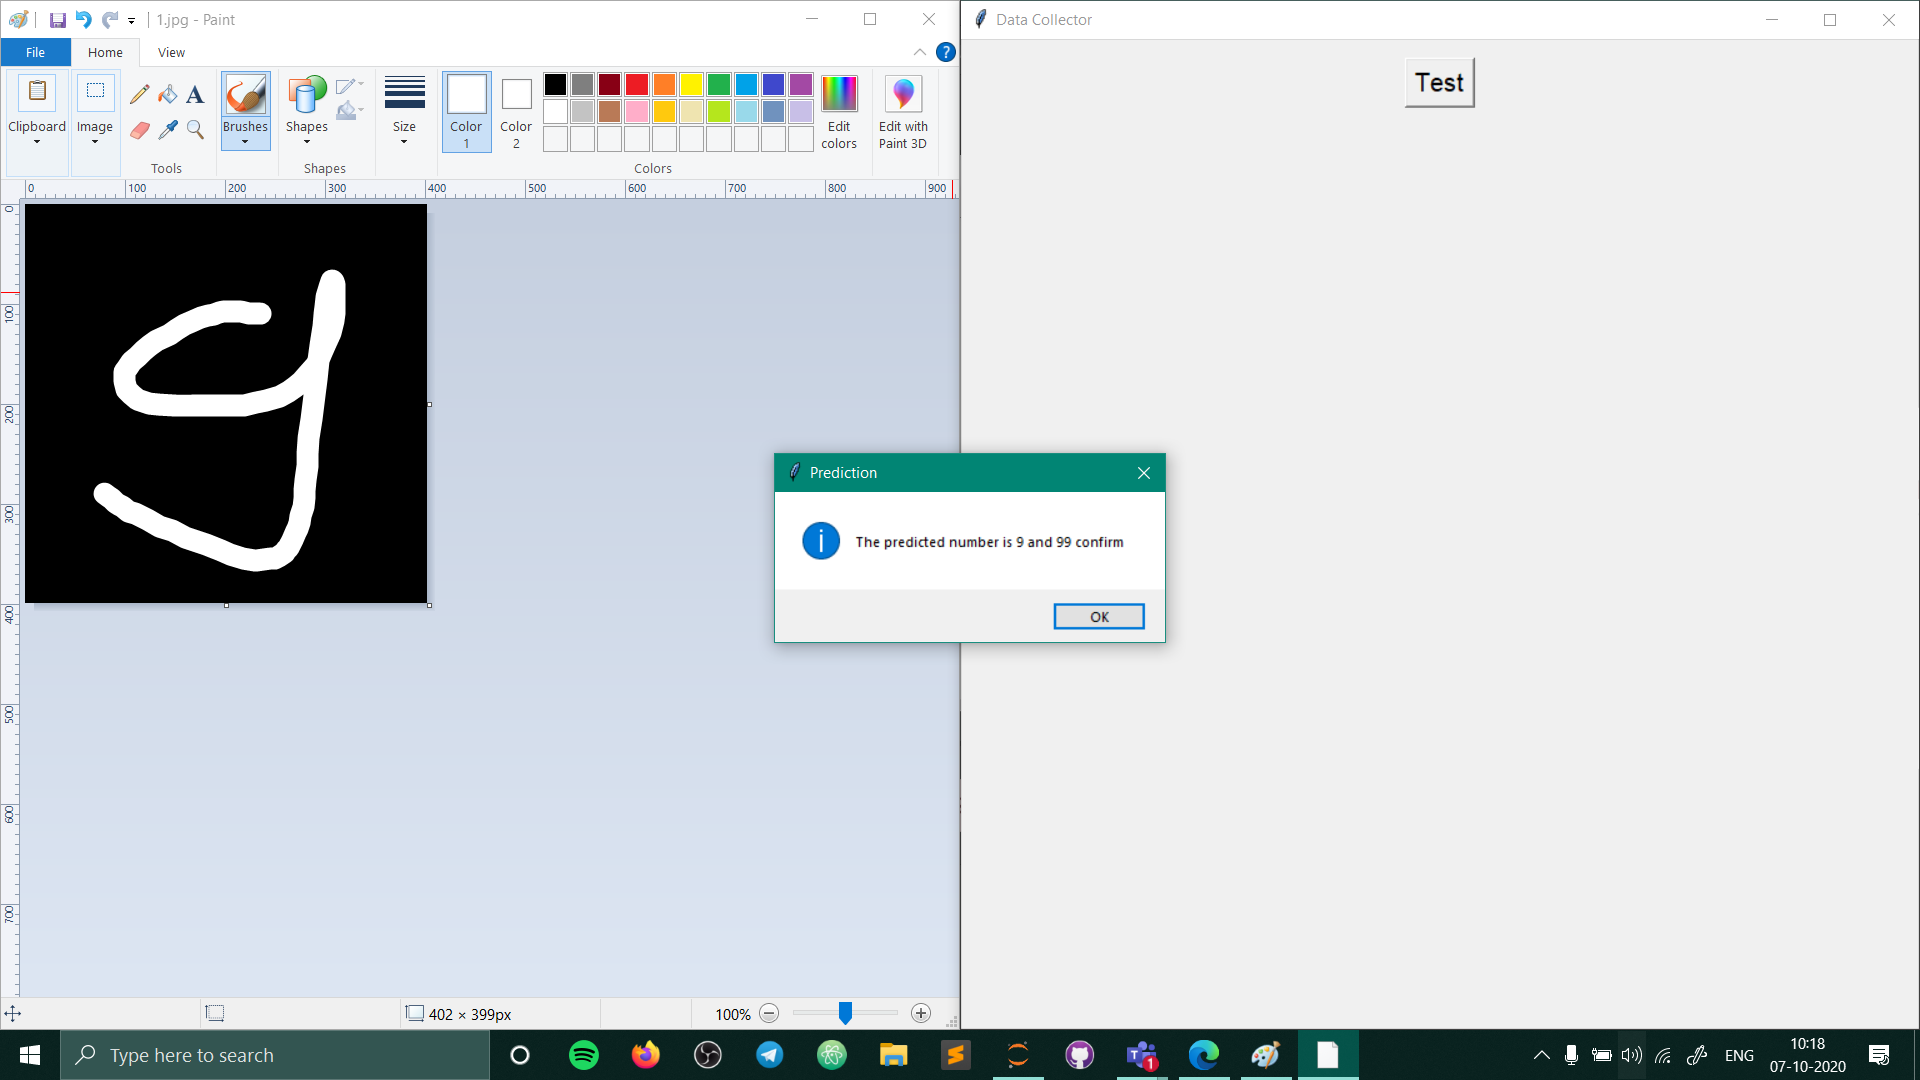 1.jpg - Paint
Data Collector
File Home View
Test
Clipboard Image Brushes Shapes Size Color 1 Color 2 Edit colors Edit with Paint 3D
Tools Shapes Colors
0 100 200 300 400 500 600 700 800 900
0
100
200
300
400
500
600
700
9
Prediction
The predicted number is 9 and 99 confirm
OK
402 × 399px 100%
Type here to search
1
ENG
10:18
07-10-2020